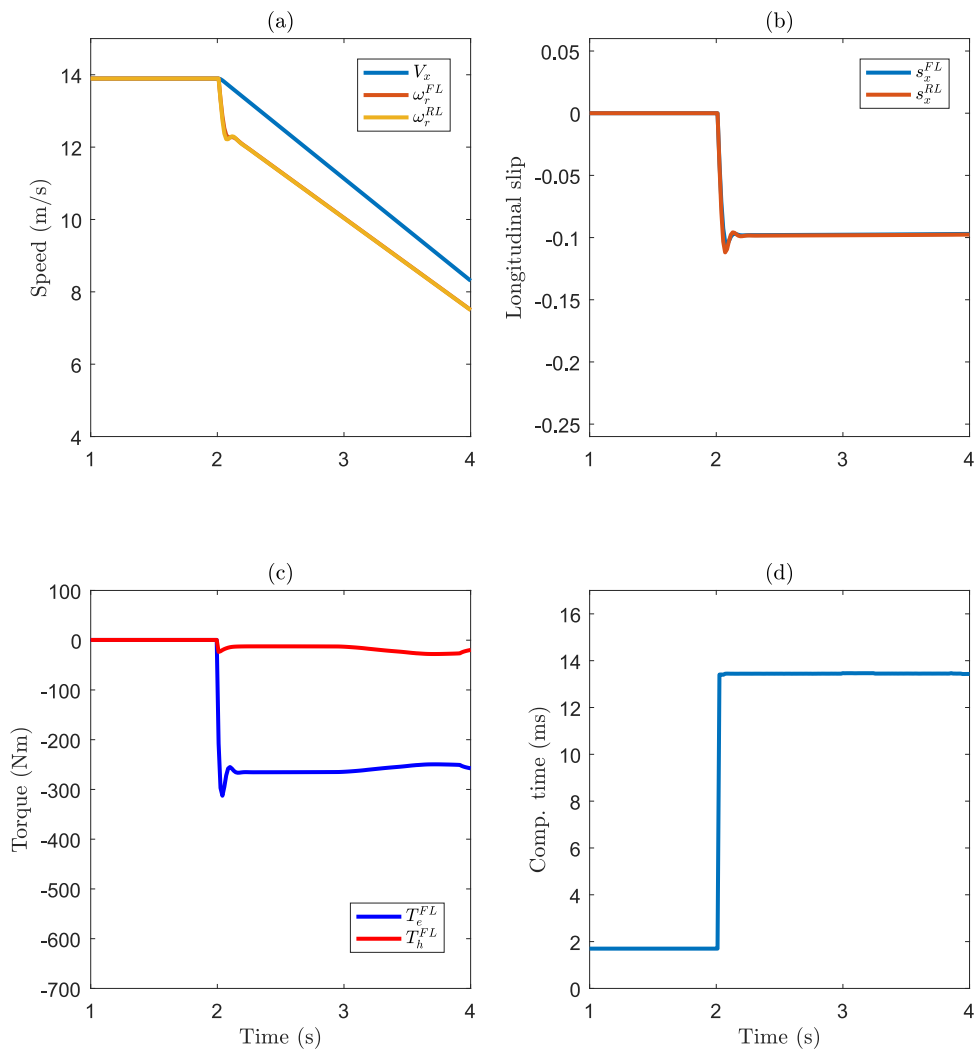 (a)
14
12
10
8
6
4
1
2
3
4
Speed (m/s)
V_x
ω_r^{FL}
ω_r^{RL}
(b)
0.05
0
-0.05
-0.1
-0.15
-0.2
-0.25
1
2
3
4
Longitudinal slip
s_x^{FL}
s_x^{RL}
(c)
100
0
-100
-200
-300
-400
-500
-600
-700
1
2
3
4
Torque (Nm)
Time (s)
T_e^{FL}
T_h^{FL}
(d)
16
14
12
10
8
6
4
2
0
1
2
3
4
Comp. time (ms)
Time (s)